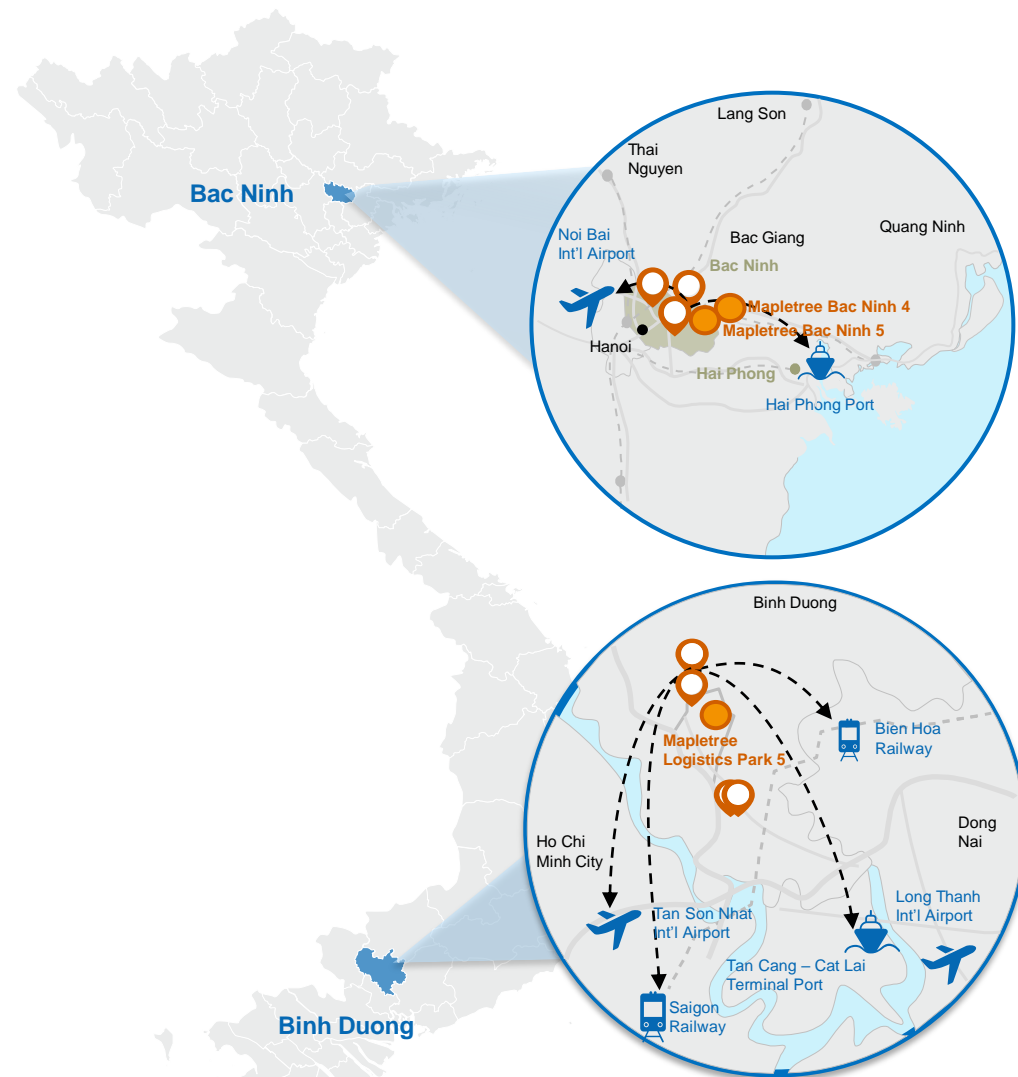 Bac Ninh
Lang Son
Thai
Nguyen
Quang Ninh
Noi Bai
Int'l Airport
Bac Giang
Bac Ninh
Mapletree Bac Ninh 4
Mapletree Bac Ninh 5
Hanoi
Hai Phong
Hai Phong Port
Binh Duong
Binh Duong
Mapletree
Logistics Park 5
Bien Hoa
Railway
Ho Chi
Minh City
Dong
Nai
Tan Son Nhat
Int'l Airport
Long Thanh
Int'l Airport
Tan Cang – Cat Lai
Terminal Port
Saigon
Railway